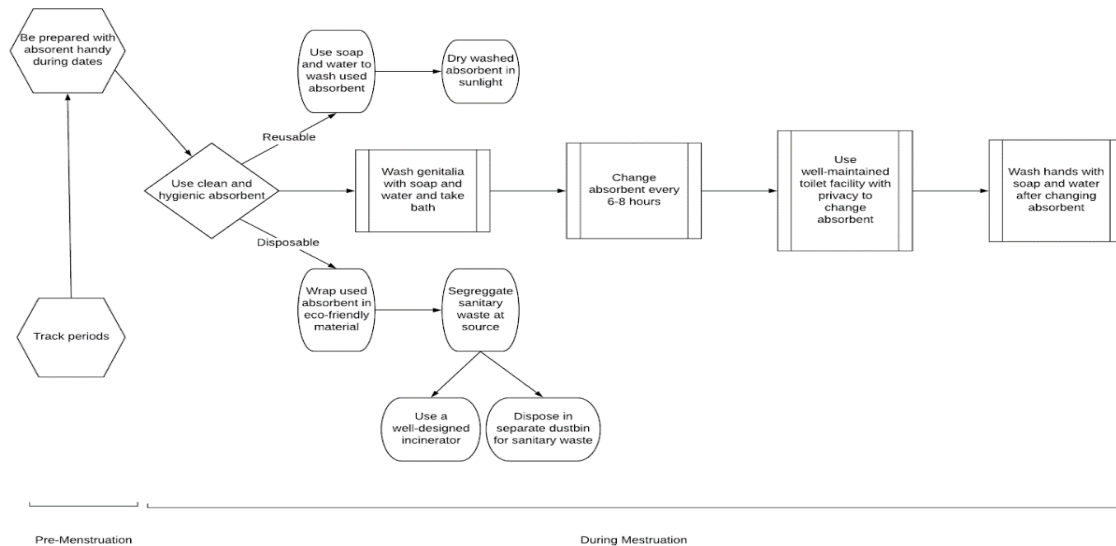 Be prepared with
absorent handy
during dates
Use soap
and water to
wash used
absorbent
Dry washed
absorbent in
sunlight
Reusable
Use clean and
hygienic absorbent
Wash genitalia
with soap and
water and take
bath
Change
absorbent every
6-8 hours
Use
well-maintained
toilet facility with
privacy to
change
absorbent
Wash hands with
soap and water
after changing
absorbent
Disposable
Wrap used
absorbent in
eco-friendly
material
Segreggate
sanitary
waste at
source
Track periods
Use a
well-designed
incinerator
Dispose in
separate dustbin
for sanitary waste
Pre-Menstruation
During Mestruation